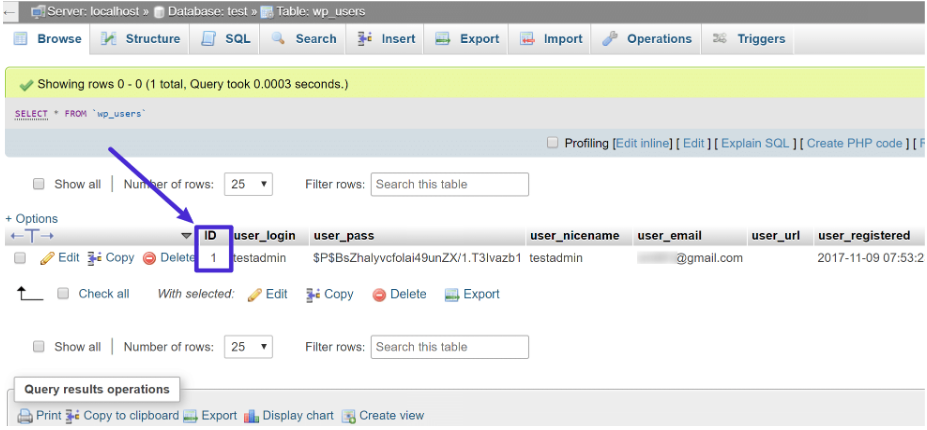 Server: localhost » Database: test » Table: wp_users
Browse Structure SQL Search Insert Export Import Operations Triggers
Showing rows 0 - 0 (1 total, Query took 0.0003 seconds.)
SELECT * FROM `wp_users`
Profiling [Edit inline] [ Edit ] [ Explain SQL ] [ Create PHP code ] [
Show all Number of rows: 25 Filter rows: Search this table
+ Options
ID user_login user_pass user_nicename user_email user_url user_registered
Edit Copy Delete 1 testadmin $P$BsZhalyvcfolai49unZX/1.T3lvazb1 testadmin @gmail.com 2017-11-09 07:53:2
Check all With selected: Edit Copy Delete Export
Show all Number of rows: 25 Filter rows: Search this table
Query results operations
Print Copy to clipboard Export Display chart Create view